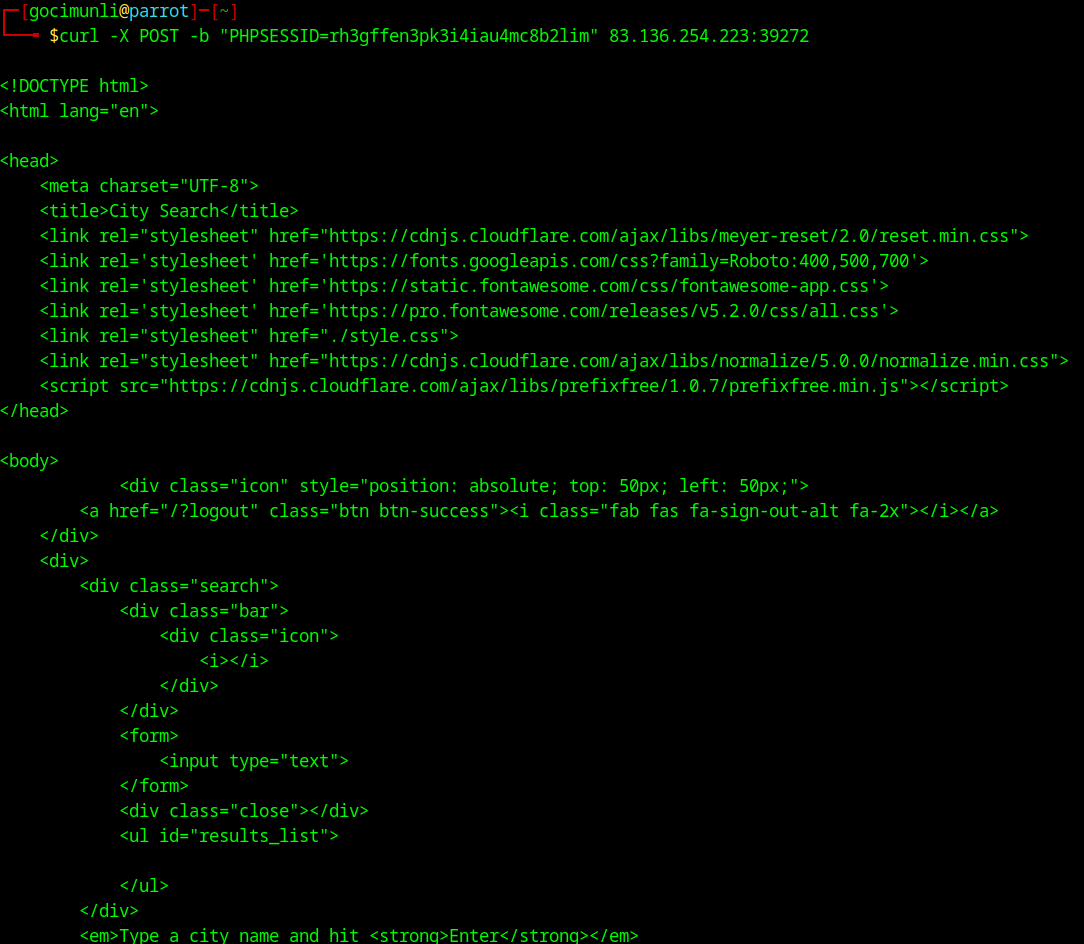 ┌─[gocimunli@parrot]─[~]
└──╼ $curl -X POST -b "PHPSESSID=rh3gffen3pk3i4iau4mc8b2lim" 83.136.254.223:39272
<!DOCTYPE html>
<html lang="en">
<head>
    <meta charset="UTF-8">
    <title>City Search</title>
    <link rel="stylesheet" href="https://cdnjs.cloudflare.com/ajax/libs/meyer-reset/2.0/reset.min.css">
    <link rel='stylesheet' href='https://fonts.googleapis.com/css?family=Roboto:400,500,700'>
    <link rel='stylesheet' href='https://static.fontawesome.com/css/fontawesome-app.css'>
    <link rel='stylesheet' href='https://pro.fontawesome.com/releases/v5.2.0/css/all.css'>
    <link rel="stylesheet" href="./style.css">
    <link rel="stylesheet" href="https://cdnjs.cloudflare.com/ajax/libs/normalize/5.0.0/normalize.min.css">
    <script src="https://cdnjs.cloudflare.com/ajax/libs/prefixfree/1.0.7/prefixfree.min.js"></script>
</head>
<body>
            <div class="icon" style="position: absolute; top: 50px; left: 50px;">
        <a href="/?logout" class="btn btn-success"><i class="fab fas fa-sign-out-alt fa-2x"></i></a>
    </div>
    <div>
        <div class="search">
            <div class="bar">
                <div class="icon">
                    <i></i>
                </div>
            </div>
            <form>
                <input type="text">
            </form>
            <div class="close"></div>
            <ul id="results_list">
            </ul>
        </div>
        <em>Type a city name and hit <strong>Enter</strong></em>